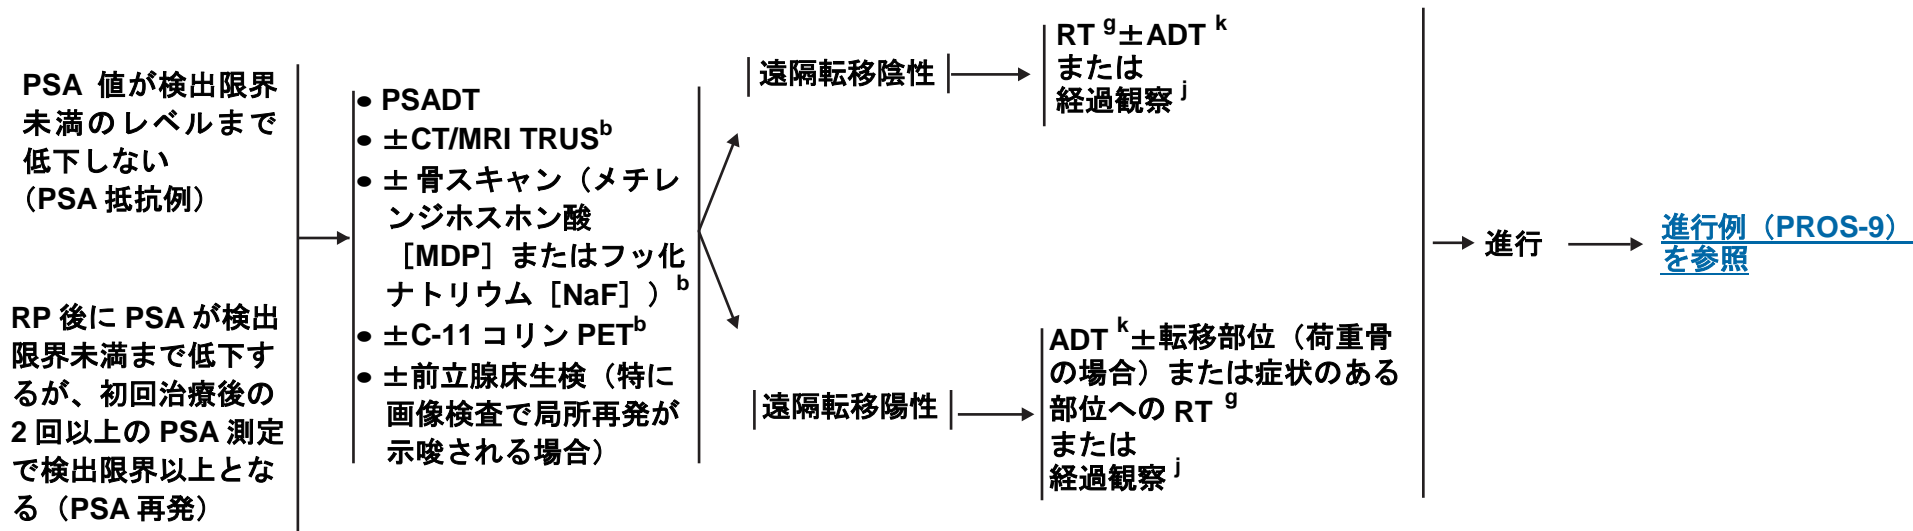 PSA 値が検出限界
未満のレベルまで
低下しない
（PSA 抵抗例）
RP 後に PSA が検出
限界未満まで低下す
るが、初回治療後の
2 回以上の PSA 測定
で検出限界以上とな
る（PSA 再発）
● PSADT
● ±CT/MRI TRUS b
● ± 骨スキャン（メチレ
ンジホスホン酸
［MDP］またはフッ化
ナトリウム［NaF］）b
● ±C-11 コリン PET b
● ±前立腺床生検（特に
画像検査で局所再発が
示唆される場合）
遠隔転移陰性
RT g ±ADT k
または
経過観察 j
遠隔転移陽性
ADT k ±転移部位（荷重骨
の場合）または症状のある
部位への RT g
または
経過観察 j
進行
進行例（PROS-9）
を参照